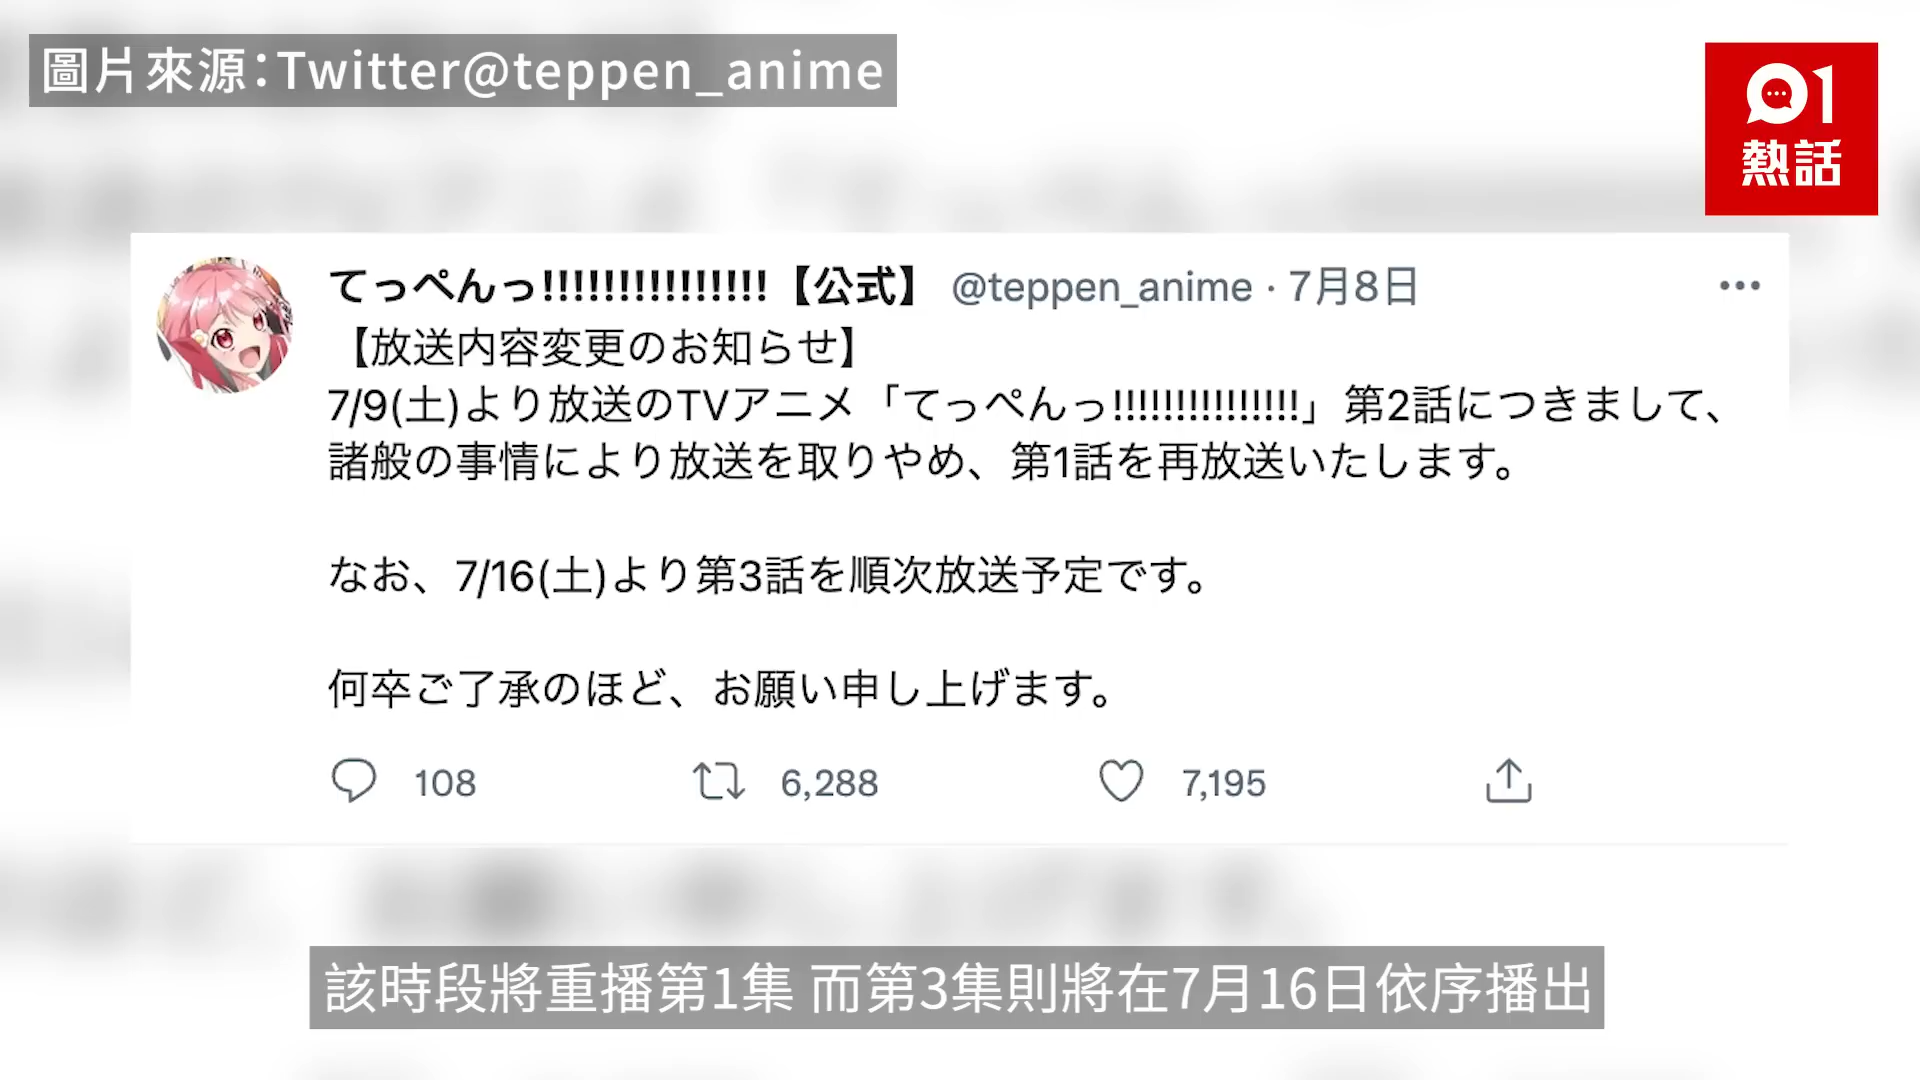 圖片來源：Twitter@teppen_anime
01
熱話
てっぺんっ!!!!!!!!!!!!!!!【公式】 @teppen_anime · 7月8日
【放送内容変更のお知らせ】
7/9(土)より放送のTVアニメ「てっぺんっ!!!!!!!!!!!!!!!」第2話につきまして、
諸般の事情により放送を取りやめ、第1話を再放送いたします。
なお、7/16(土)より第3話を順次放送予定です。
何卒ご了承のほど、お願い申し上げます。
108 6,288 7,195
該時段將重播第1集 而第3集則將在7月16日依序播出